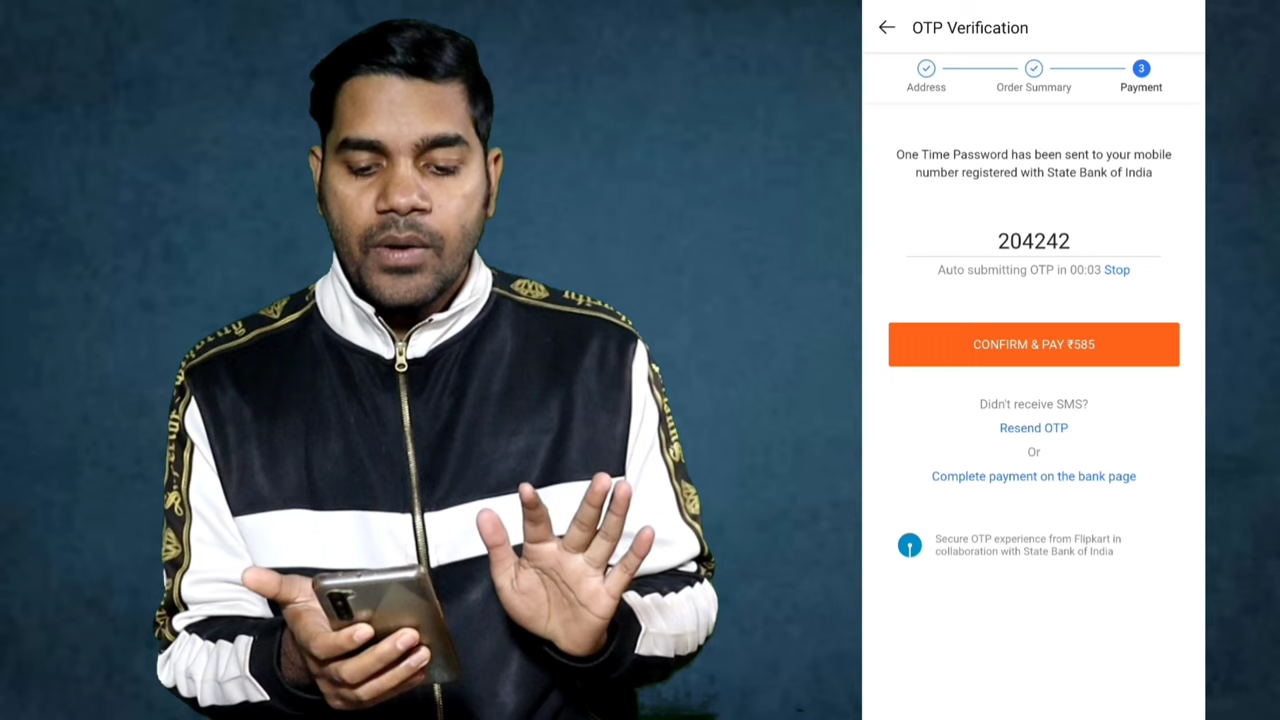 OTP Verification
3
Address
Order Summary
Payment
One Time Password has been sent to your mobile
number registered with State Bank of India
204242
Auto submitting OTP in 00:03 Stop
CONFIRM & PAY ₹585
Didn't receive SMS?
Resend OTP
Or
Complete payment on the bank page
Secure OTP experience from Flipkart in
collaboration with State Bank of India